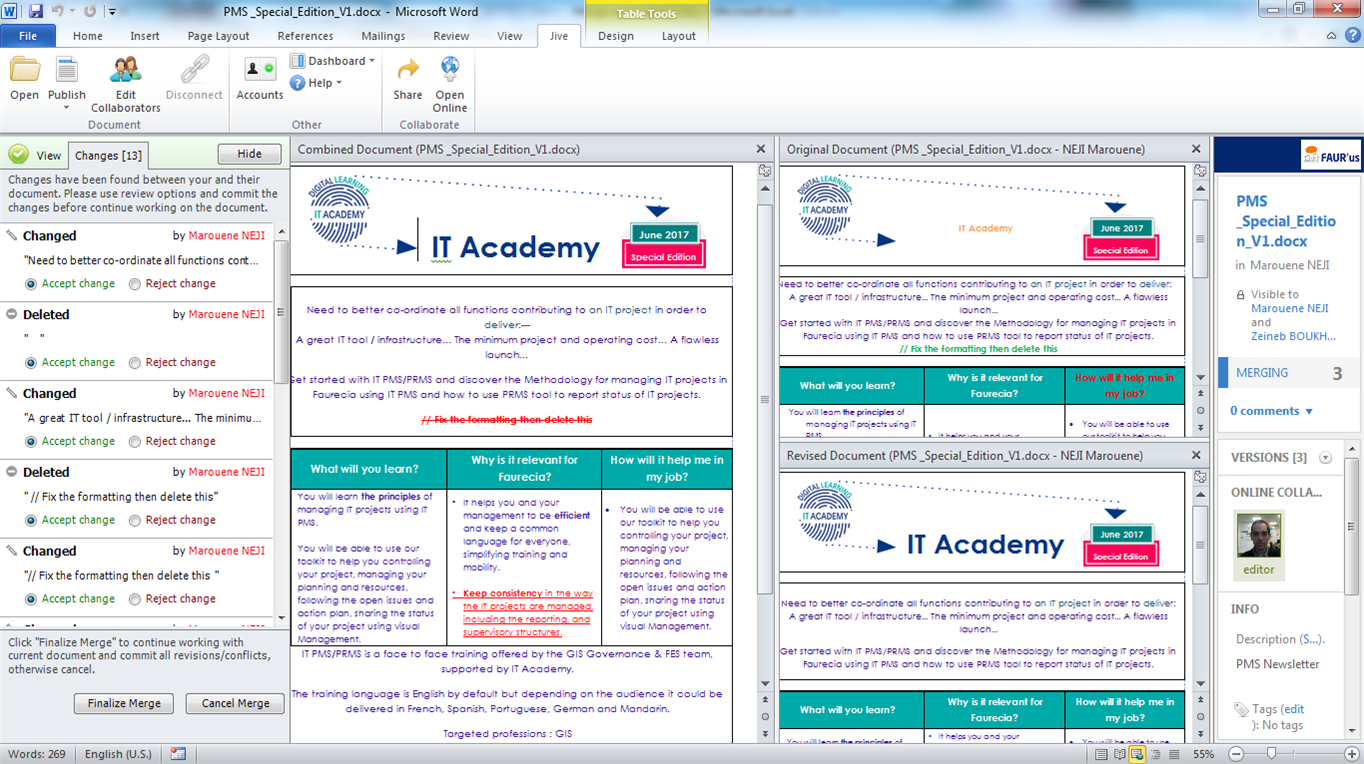 PMS _Special_Edition_V1.docx - Microsoft Word
Table Tools
File
Home
Insert
Page Layout
References
Mailings
Review
View
Jive
Design
Layout
Open
Publish
Edit
Collaborators
Disconnect
Document
Accounts
Dashboard
Help
Other
Share
Open
Online
Collaborate
View
Changes [13]
Hide
Changes have been found between your and their
document. Please use review options and commit the
changes before continue working on the document.
Changed
by Marouene NEJI
"Need to better co-ordinate all functions cont...
Accept change
Reject change
Deleted
by Marouene NEJI
" "
Accept change
Reject change
Changed
by Marouene NEJI
"A great IT tool / infrastructure... The minimu...
Accept change
Reject change
Deleted
by Marouene NEJI
" // Fix the formatting then delete this"
Accept change
Reject change
Changed
by Marouene NEJI
"// Fix the formatting then delete this "
Accept change
Reject change
Click "Finalize Merge" to continue working with
current document and commit all revisions/conflicts,
otherwise cancel.
Finalize Merge
Cancel Merge
Combined Document (PMS _Special_Edition_V1.docx)
DIGITAL LEARNING
IT ACADEMY
IT Academy
June 2017
Special Edition
Need to better co-ordinate all functions contributing to an IT project in order to
deliver:
A great IT tool / infrastructure... The minimum project and operating cost... A flawless
launch...
Get started with IT PMS/PRMS and discover the Methodology for managing IT projects in
Faurecia using IT PMS and how to use PRMS tool to report status of IT projects.
// Fix the formatting then delete this
What will you learn?
Why is it relevant for
Faurecia?
How will it help me in
my job?
You will learn the principles of
managing IT projects using IT
PMS.
You will be able to use our
toolkit to help you controlling
your project, managing your
planning and resources,
following the open issues and
action plan, sharing the status
of your project using visual
Management.
• It helps you and your
management to be efficient
and keep a common
language for everyone,
simplifying training and
mobility.
• Keep consistency in the way
the IT projects are managed,
including the reporting, and
supervisory structures.
• You will be able to use
our toolkit to help you
controlling your project,
managing your
planning and
resources, following the
open issues and action
plan, sharing the status
of your project using
visual Management.
IT PMS/PRMS is a face to face training offered by the GIS Governance & FES team,
supported by IT Academy.
The training language is English by default but depending on the audience it could be
delivered in French, Spanish, Portuguese, German and Mandarin.
Targeted professions : GIS
Original Document (PMS _Special_Edition_V1.docx - NEJI Marouene)
DIGITAL LEARNING
IT ACADEMY
IT Academy
June 2017
Special Edition
Need to better co-ordinate all functions contributing to an IT project in order to deliver:
A great IT tool / infrastructure... The minimum project and operating cost... A flawless
launch...
Get started with IT PMS/PRMS and discover the Methodology for managing IT projects in
Faurecia using IT PMS and how to use PRMS tool to report status of IT projects.
// Fix the formatting then delete this
What will you learn?
Why is it relevant for
Faurecia?
How will it help me in
my job?
You will learn the principles of
managing IT projects using IT
PMS
• It helps you and your
• You will be able to use
our toolkit to help you
Revised Document (PMS _Special_Edition_V1.docx - NEJI Marouene)
DIGITAL LEARNING
IT ACADEMY
IT Academy
June 2017
Special Edition
Need to better co-ordinate all functions contributing to an IT project in order to deliver:
A great IT tool / infrastructure... The minimum project and operating cost... A flawless
launch...
Get started with IT PMS/PRMS and discover the Methodology for managing IT projects in
Faurecia using IT PMS and how to use PRMS tool to report status of IT projects.
What will you learn?
Why is it relevant for
Faurecia?
How will it help me in
my job?
You will learn the principles of
• It helps you and your
• You will be able to use
FAUR'us
PMS
_Special_Editio
n_V1.docx
in Marouene NEJI
Visible to
Marouene NEJI
and
Zeineb BOUKH...
MERGING
3
0 comments
VERSIONS [3]
ONLINE COLLA...
editor
INFO
Description (S...).
PMS Newsletter
Tags (edit
): No tags
Words: 269
English (U.S.)
55%